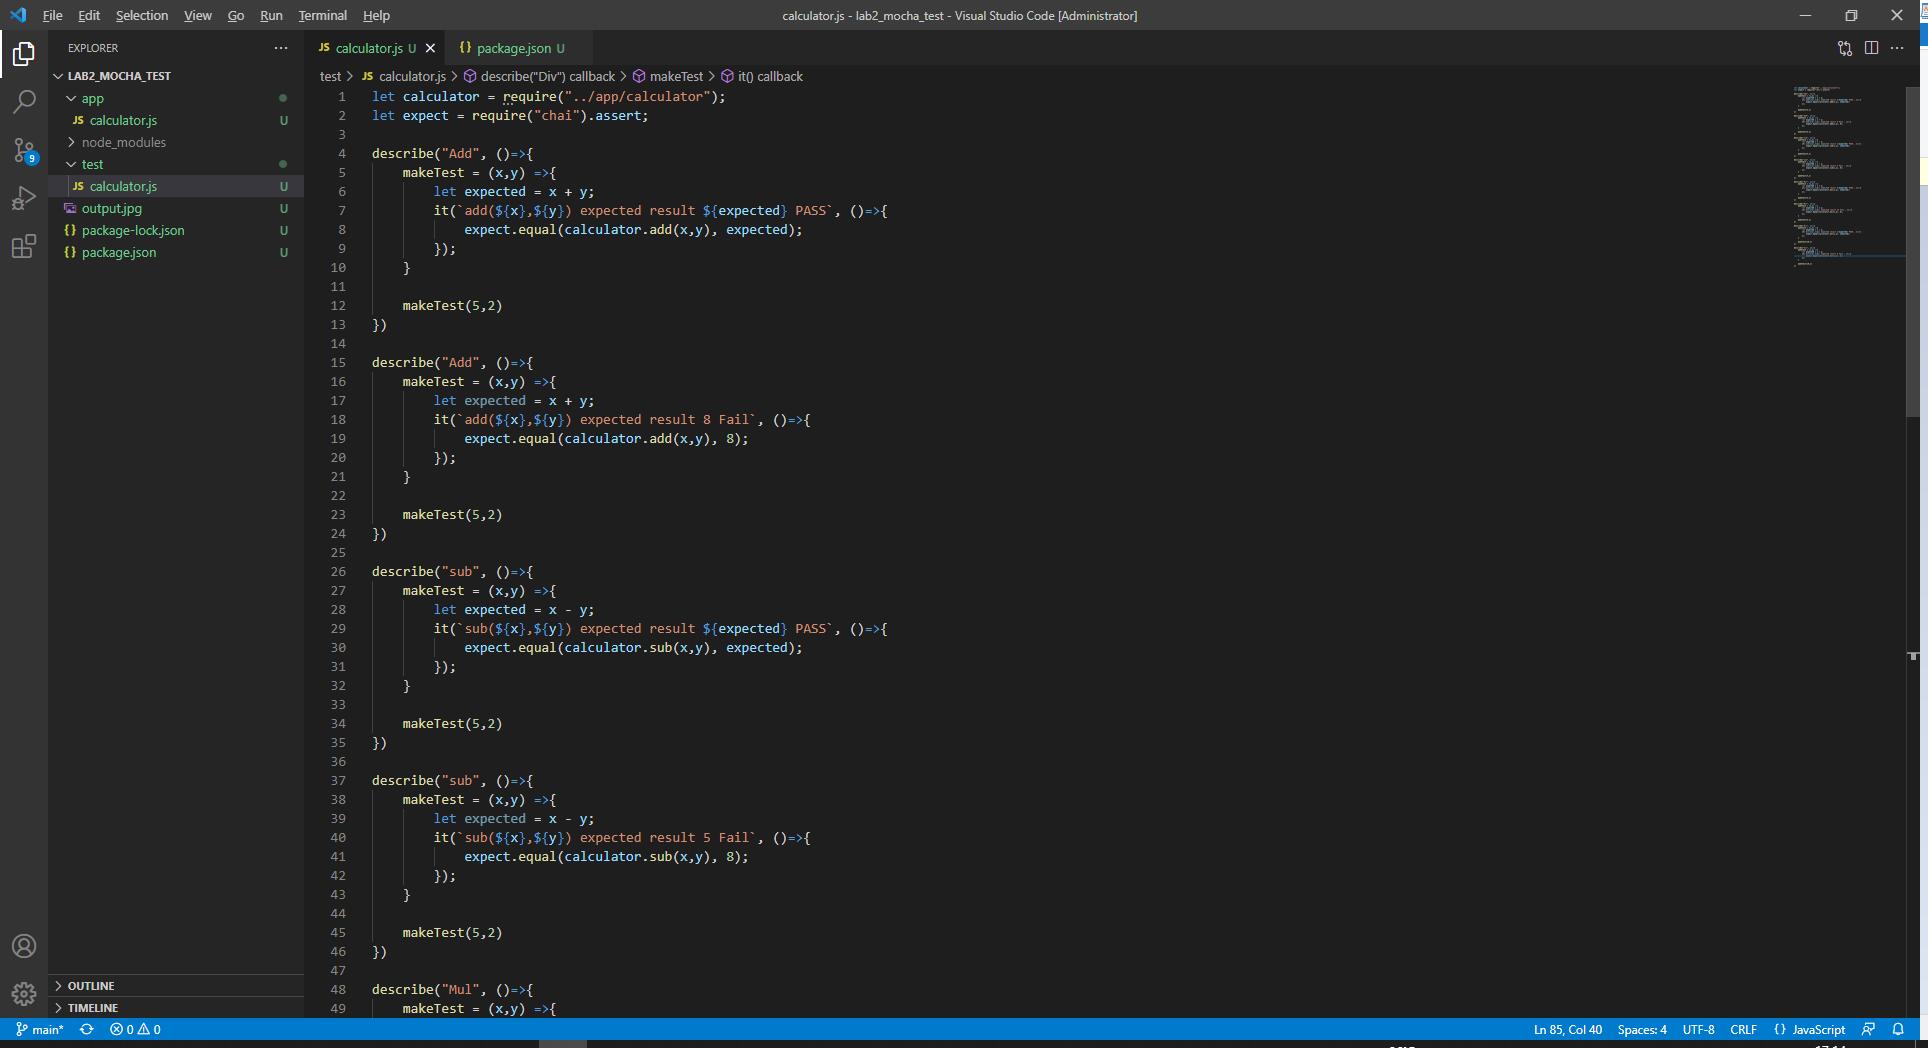 File Edit Selection View Go Run Terminal Help
calculator.js - lab2_mocha_test - Visual Studio Code [Administrator]
EXPLORER
LAB2_MOCHA_TEST
app
JS calculator.js U
node_modules
test
JS calculator.js U
output.jpg U
{} package-lock.json U
{} package.json U
OUTLINE
TIMELINE
9
JS calculator.js U
{} package.json U
test > JS calculator.js > describe("Div") callback > makeTest > it() callback
1 let calculator = require("../app/calculator");
2 let expect = require("chai").assert;
3
4 describe("Add", ()=>{
5 makeTest = (x,y) =>{
6 let expected = x + y;
7 it(`add(${x},${y}) expected result ${expected} PASS`, ()=>{
8 expect.equal(calculator.add(x,y), expected);
9 });
10 }
11
12 makeTest(5,2)
13 })
14
15 describe("Add", ()=>{
16 makeTest = (x,y) =>{
17 let expected = x + y;
18 it(`add(${x},${y}) expected result 8 Fail`, ()=>{
19 expect.equal(calculator.add(x,y), 8);
20 });
21 }
22
23 makeTest(5,2)
24 })
25
26 describe("sub", ()=>{
27 makeTest = (x,y) =>{
28 let expected = x - y;
29 it(`sub(${x},${y}) expected result ${expected} PASS`, ()=>{
30 expect.equal(calculator.sub(x,y), expected);
31 });
32 }
33
34 makeTest(5,2)
35 })
36
37 describe("sub", ()=>{
38 makeTest = (x,y) =>{
39 let expected = x - y;
40 it(`sub(${x},${y}) expected result 5 Fail`, ()=>{
41 expect.equal(calculator.sub(x,y), 8);
42 });
43 }
44
45 makeTest(5,2)
46 })
47
48 describe("Mul", ()=>{
49 makeTest = (x,y) =>{
main* 0 0
Ln 85, Col 40 Spaces: 4 UTF-8 CRLF {} JavaScript